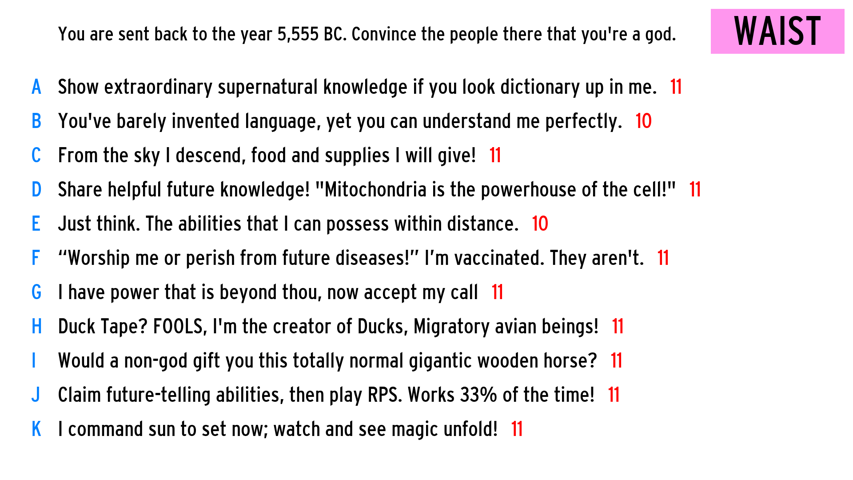 You are sent back to the year 5,555 BC. Convince the people there that you're a god.
WAIST
A Show extraordinary supernatural knowledge if you look dictionary up in me. 11
B You've barely invented language, yet you can understand me perfectly. 10
C From the sky I descend, food and supplies I will give! 11
D Share helpful future knowledge! "Mitochondria is the powerhouse of the cell!" 11
E Just think. The abilities that I can possess within distance. 10
F “Worship me or perish from future diseases!” I’m vaccinated. They aren't. 11
G I have power that is beyond thou, now accept my call 11
H Duck Tape? FOOLS, I'm the creator of Ducks, Migratory avian beings! 11
I Would a non-god gift you this totally normal gigantic wooden horse? 11
J Claim future-telling abilities, then play RPS. Works 33% of the time! 11
K I command sun to set now; watch and see magic unfold! 11